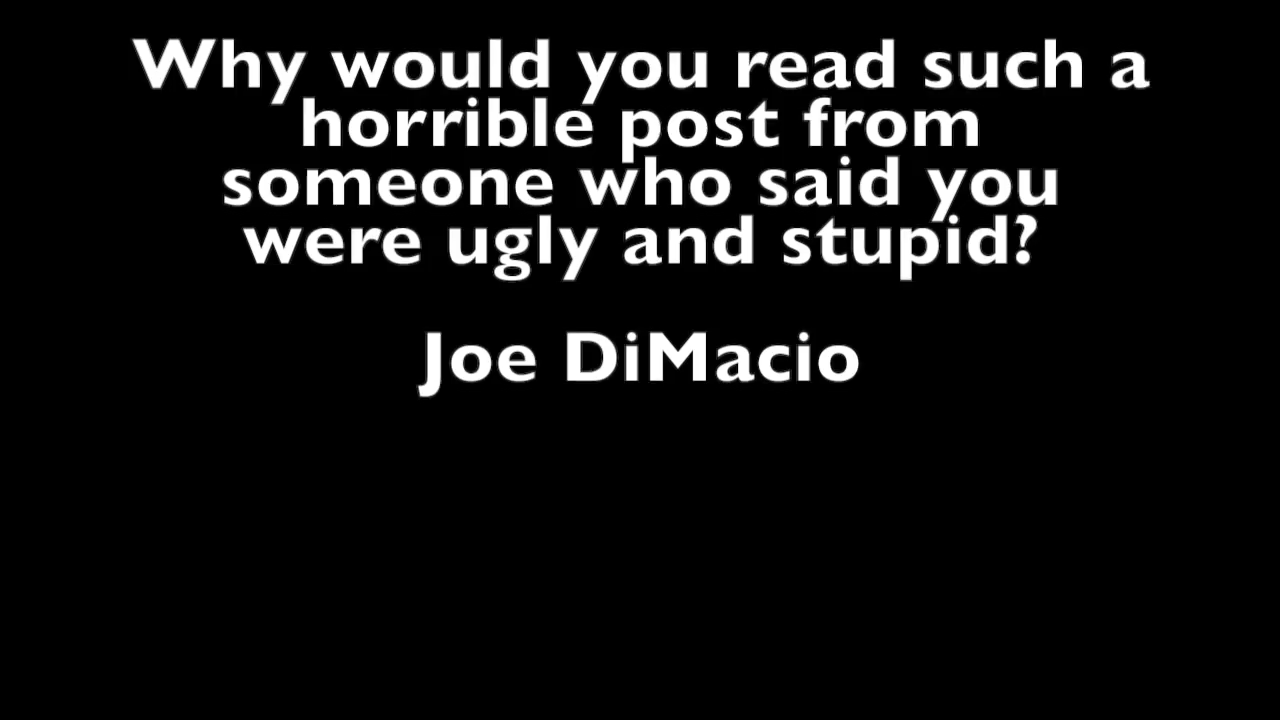 Why would you read such a
horrible post from
someone who said you
were ugly and stupid?
Joe DiMacio